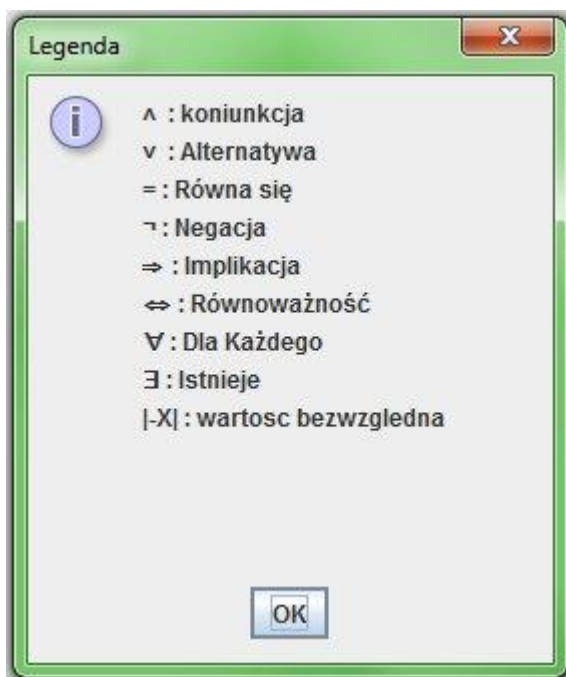 Legenda
∧ : koniunkcja
∨ : Alternatywa
= : Równa się
¬ : Negacja
⇒ : Implikacja
⇔ : Równoważność
∀ : Dla Każdego
∃ : Istnieje
|-X| : wartosc bezwzgledna
OK